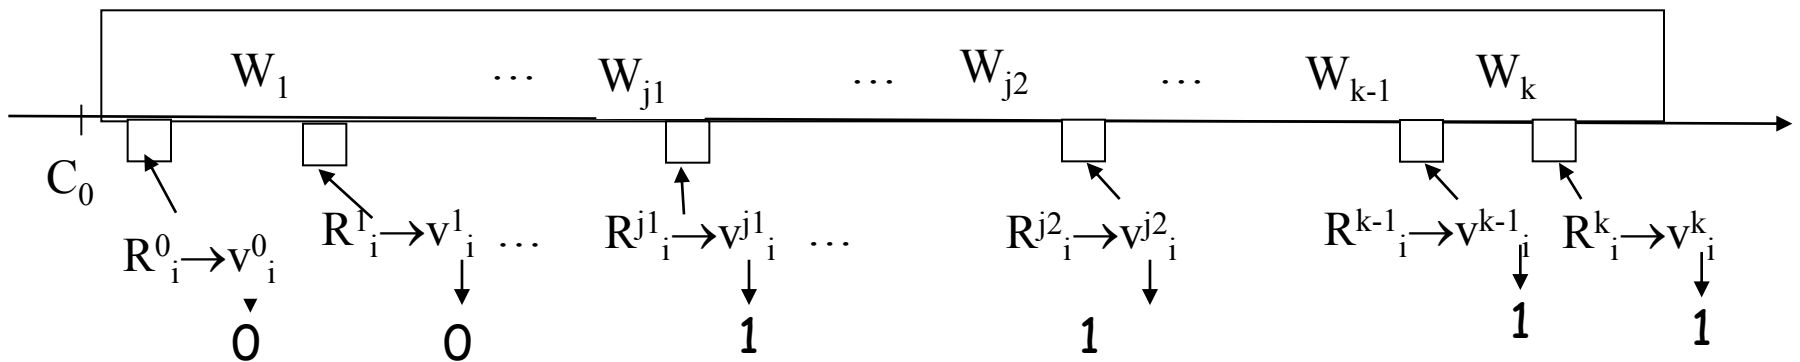 W₁ … Wⱼ₁ … Wⱼ₂ … Wₖ₋₁ Wₖ
C₀
R⁰ᵢ→v⁰ᵢ R¹ᵢ→v¹ᵢ … Rʲ¹ᵢ→vʲ¹ᵢ … Rʲ²ᵢ→vʲ²ᵢ Rᵏ⁻¹ᵢ→vᵏ⁻¹ᵢ Rᵏᵢ→vᵏᵢ
0 0 1 1 1 1